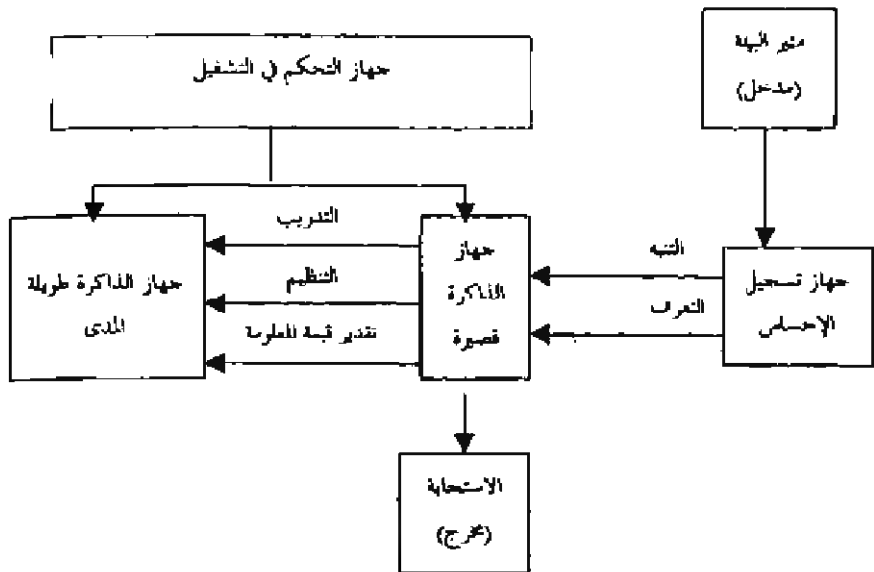 مثير البيئة
(مدخل)
جهاز التحكم في التشغيل
جهاز تسجيل
الإحساس
التنبه
التعرف
جهاز
الذاكرة
قصيرة
التدريب
التنظيم
تقدير قيمة المعلومة
جهاز الذاكرة طويلة
المدى
الاستجابة
(مخرج)